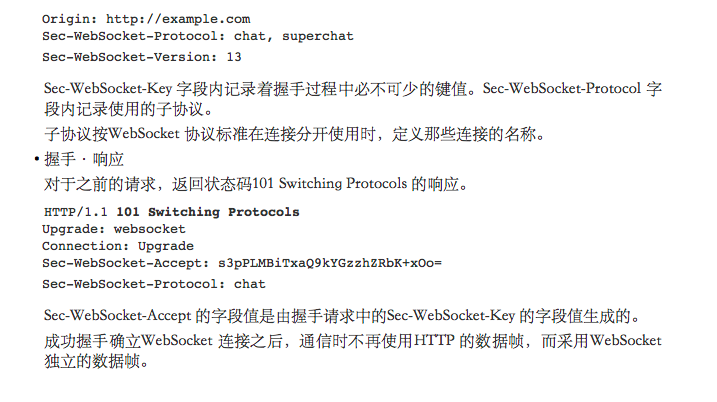 Origin: http://example.com
Sec-WebSocket-Protocol: chat, superchat
Sec-WebSocket-Version: 13
Sec-WebSocket-Key 字段内记录着握手过程中必不可少的键值。Sec-WebSocket-Protocol 字
段内记录使用的子协议。
子协议按WebSocket 协议标准在连接分开使用时，定义那些连接的名称。
• 握手 · 响应
对于之前的请求，返回状态码101 Switching Protocols 的响应。
HTTP/1.1 101 Switching Protocols
Upgrade: websocket
Connection: Upgrade
Sec-WebSocket-Accept: s3pPLMBiTxaQ9kYGzzhZRbK+xOo=
Sec-WebSocket-Protocol: chat
Sec-WebSocket-Accept 的字段值是由握手请求中的Sec-WebSocket-Key 的字段值生成的。
成功握手确立WebSocket 连接之后，通信时不再使用HTTP 的数据帧，而采用WebSocket
独立的数据帧。